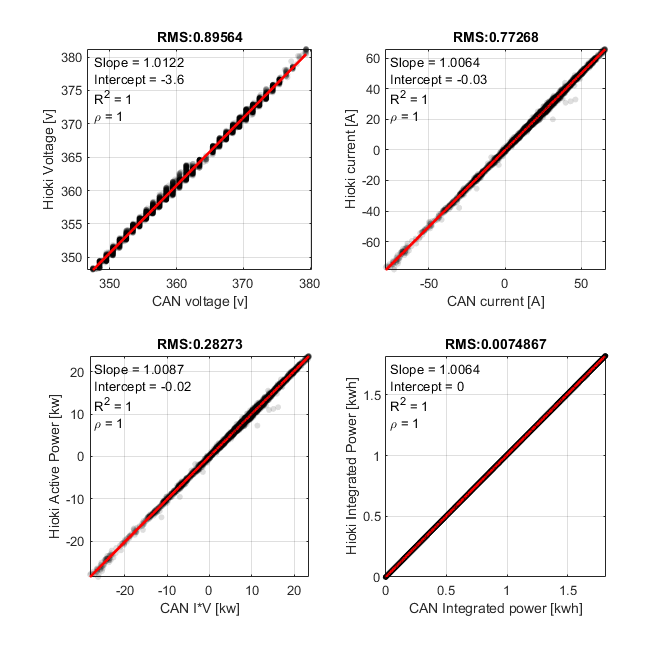 RMS:0.89564
Slope = 1.0122
Intercept = -3.6
R² = 1
ρ = 1
380
375
370
365
360
355
350
350
360
370
380
Hioki Voltage [v]
CAN voltage [v]
RMS:0.77268
Slope = 1.0064
Intercept = -0.03
R² = 1
ρ = 1
60
40
20
0
-20
-40
-60
-50
0
50
Hioki current [A]
CAN current [A]
RMS:0.28273
Slope = 1.0087
Intercept = -0.02
R² = 1
ρ = 1
20
10
0
-10
-20
-20
-10
0
10
20
Hioki Active Power [kw]
CAN I*V [kw]
RMS:0.0074867
Slope = 1.0064
Intercept = 0
R² = 1
ρ = 1
1.5
1
0.5
0
0
0.5
1
1.5
Hioki Integrated Power [kwh]
CAN Integrated power [kwh]